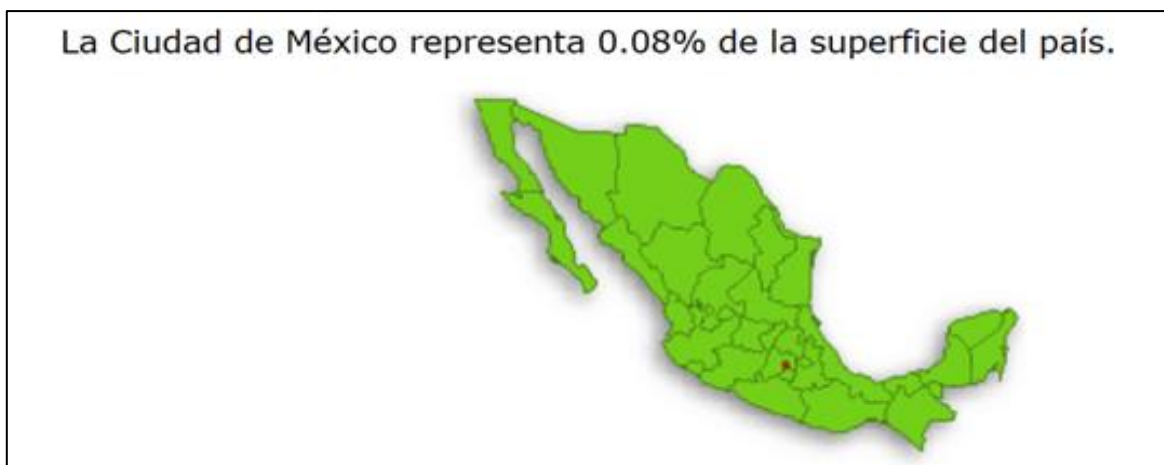 La Ciudad de México representa 0.08% de la superficie del país.